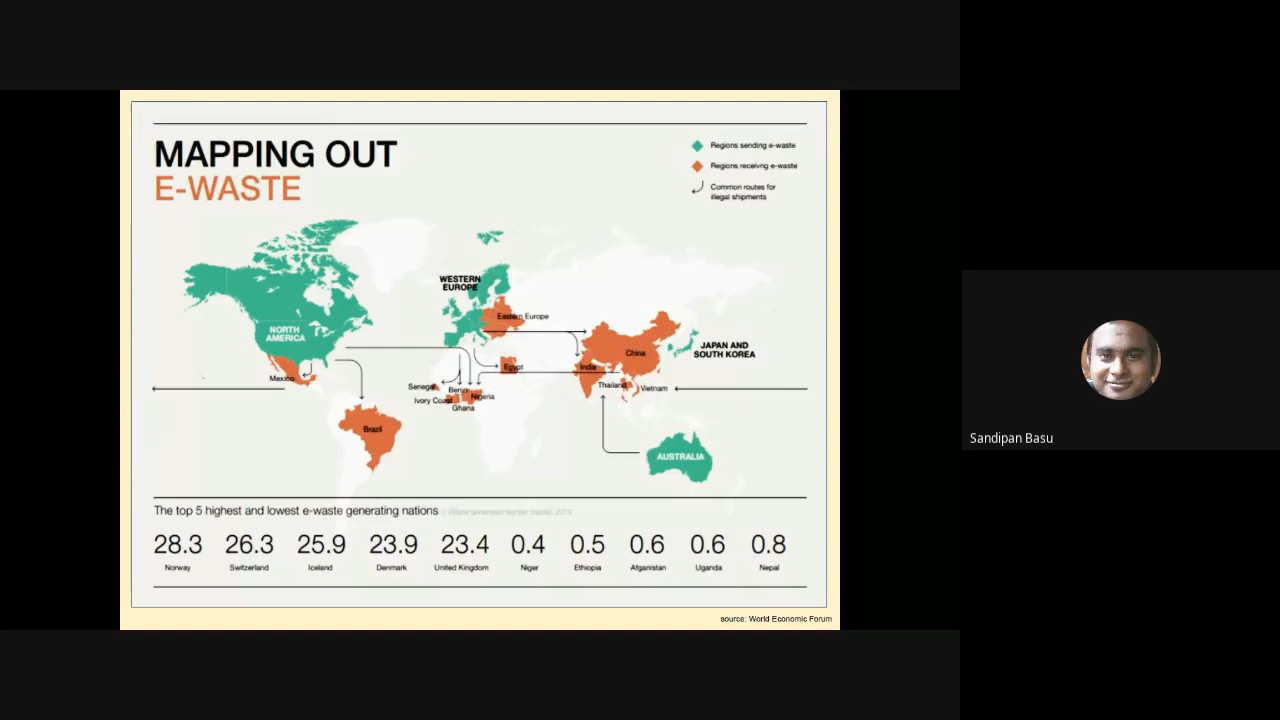 MAPPING OUT
E-WASTE
Regions sending e-waste
Regions receiving e-waste
Common routes for
illegal shipments
WESTERN
EUROPE
Eastern Europe
NORTH
AMERICA
JAPAN AND
SOUTH KOREA
China
Mexico
Egypt
India
Senegal
Benin
Thailand
Vietnam
Ivory Coast
Nigeria
Ghana
Brazil
AUSTRALIA
The top 5 highest and lowest e-waste generating nations
28.3 26.3 25.9 23.9 23.4 0.4 0.5 0.6 0.6 0.8
Norway Switzerland Iceland Denmark United Kingdom Niger Ethiopia Afganistan Uganda Nepal
source: World Economic Forum
Sandipan Basu